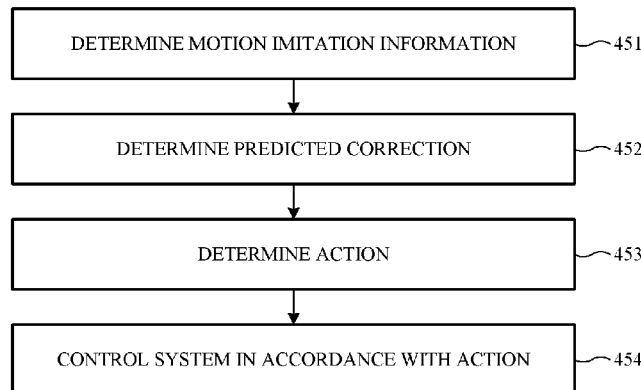 DETERMINE MOTION IMITATION INFORMATION 451
DETERMINE PREDICTED CORRECTION 452
DETERMINE ACTION 453
CONTROL SYSTEM IN ACCORDANCE WITH ACTION 454